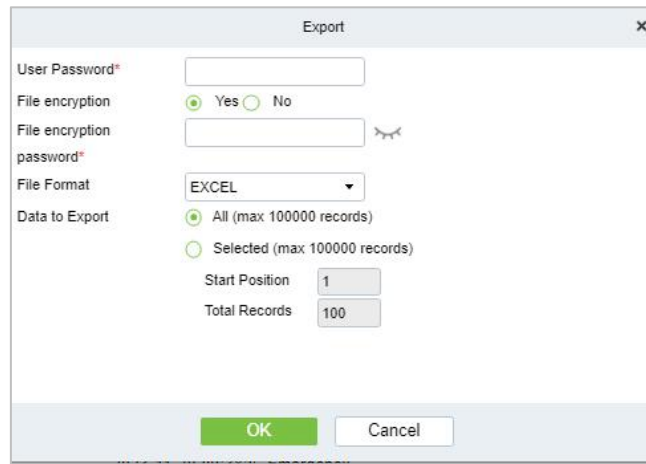 Export
User Password*
File encryption Yes No
File encryption
password*
File Format EXCEL
Data to Export All (max 100000 records)
Selected (max 100000 records)
Start Position 1
Total Records 100
OK Cancel